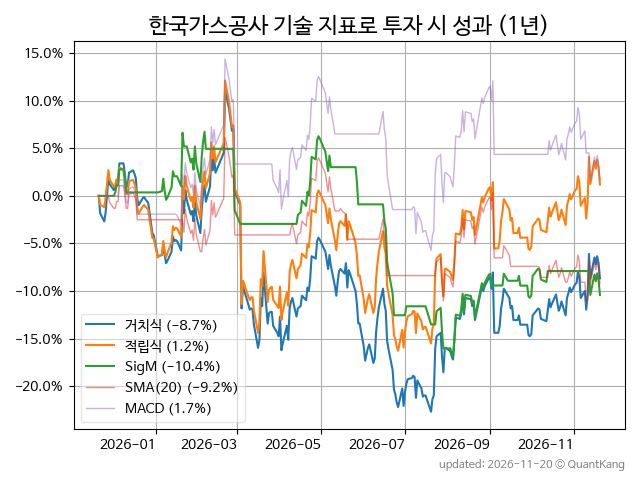 한국가스공사 기술 지표로 투자 시 성과 (1년)
15.0%
10.0%
5.0%
0.0%
−5.0%
−10.0%
−15.0%
−20.0%
거치식 (−8.7%)
적립식 (1.2%)
SigM (−10.4%)
SMA(20) (−9.2%)
MACD (1.7%)
2026-01 2026-03 2026-05 2026-07 2026-09 2026-11
updated: 2026-11-20 © QuantKang